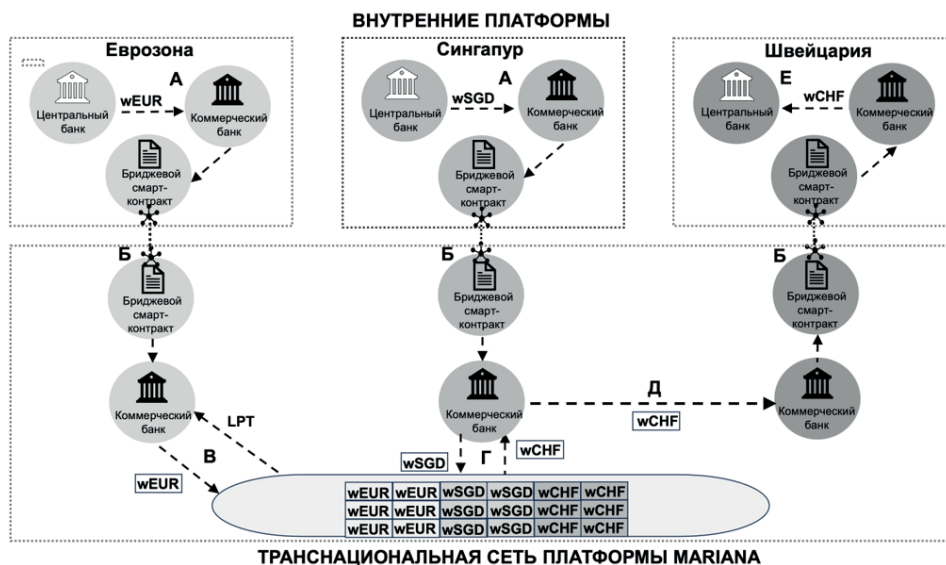 ВНУТРЕННИЕ ПЛАТФОРМЫ
Еврозона
Центральный
банк
wEUR
А
Коммерческий
банк
Бриджевой
смарт-
контракт
Сингапур
Центральный
банк
wSGD
А
Коммерческий
банк
Бриджевой
смарт-
контракт
Швейцария
Центральный
банк
Е
wCHF
Коммерческий
банк
Бриджевой
смарт-
контракт
Б
Бриджевой
смарт-
контракт
Б
Бриджевой
смарт-
контракт
Б
Бриджевой
смарт-
контракт
Коммерческий
банк
LPT
В
wEUR
Коммерческий
банк
wSGD
Г
wCHF
Д
wCHF
Коммерческий
банк
wEUR wEUR wSGD wSGD wCHF wCHF
wEUR wEUR wSGD wSGD wCHF wCHF
wEUR wEUR wSGD wSGD wCHF wCHF
ТРАНСНАЦИОНАЛЬНАЯ СЕТЬ ПЛАТФОРМЫ MARIANA